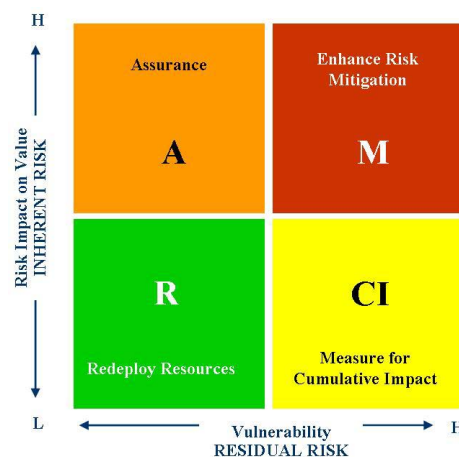 H
Assurance
Enhance Risk
Mitigation
A
M
Risk Impact on Value
INHERENT RISK
R
CI
Redeploy Resources
Measure for
Cumulative Impact
L
H
Vulnerability
RESIDUAL RISK